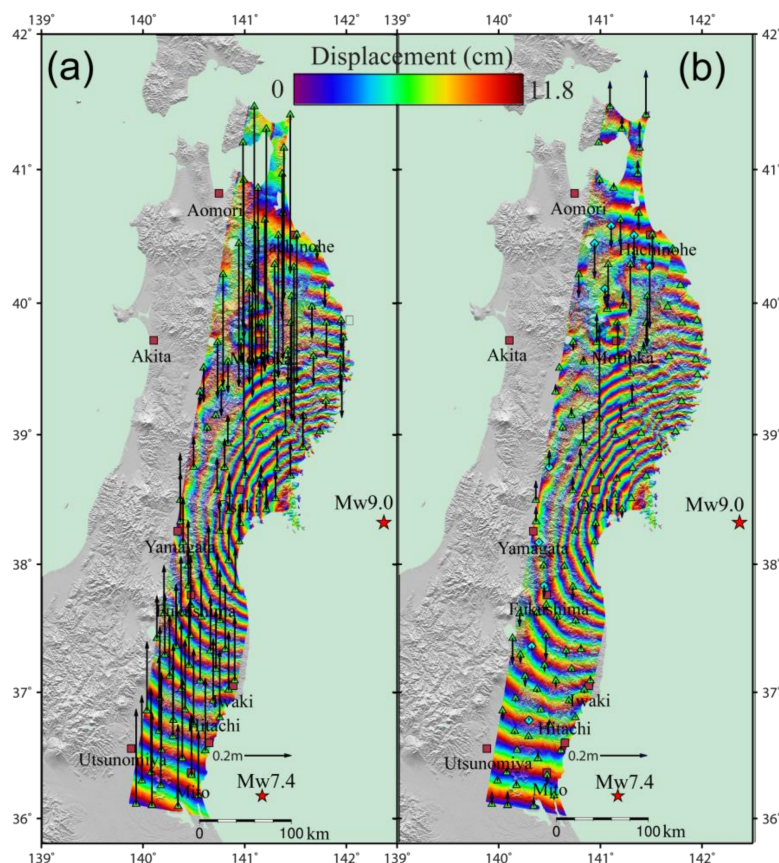 139° 140° 141° 142° 139° 140° 141° 142°
(a) Displacement (cm) (b)
0 11.8
41° 41°
Aomori Aomori
Hachinohe Hachinohe
40° 40°
Akita Akita
Morioka
39° 39°
Mw9.0 Mw9.0
Osaki Osaki
Yamagata Yamagata
38° 38°
Fukushima Fukushima
37° 37°
Iwaki Iwaki
Hitachi Hitachi
0.2m 0.2m
Utsunomiya Utsunomiya
Mw7.4 Mw7.4
Mito Mito
36° 36°
0 100 0 100
km km
139° 140° 141° 142° 139° 140° 141° 142°